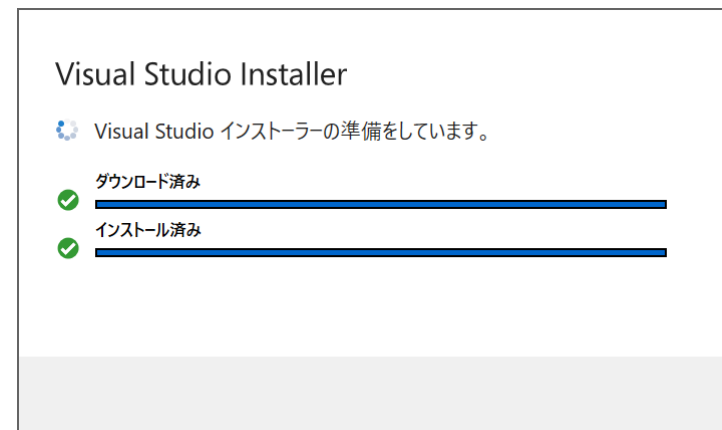 Visual Studio Installer
Visual Studio インストーラーの準備をしています。
ダウンロード済み
インストール済み